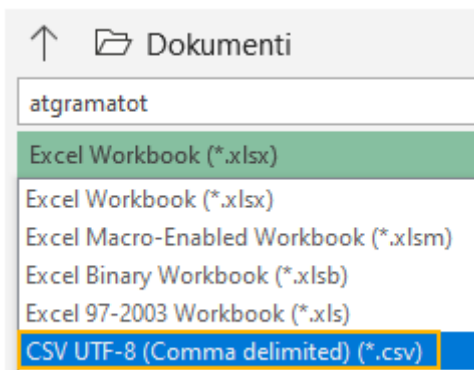 Dokumenti
atgramatot
Excel Workbook (*.xlsx)
Excel Workbook (*.xlsx)
Excel Macro-Enabled Workbook (*.xlsm)
Excel Binary Workbook (*.xlsb)
Excel 97-2003 Workbook (*.xls)
CSV UTF-8 (Comma delimited) (*.csv)